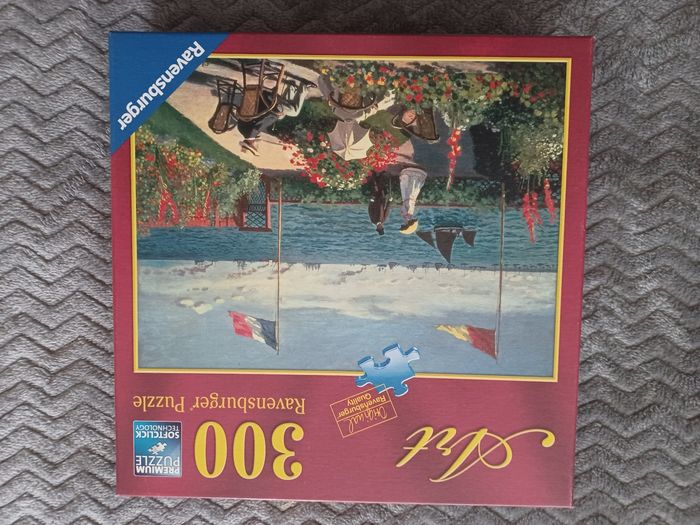 Art
300
PREMIUM
PUZZLE
SOFTCLICK
TECHNOLOGY
Original
Ravensburger
Quality
Ravensburger® Puzzle
Ravensburger